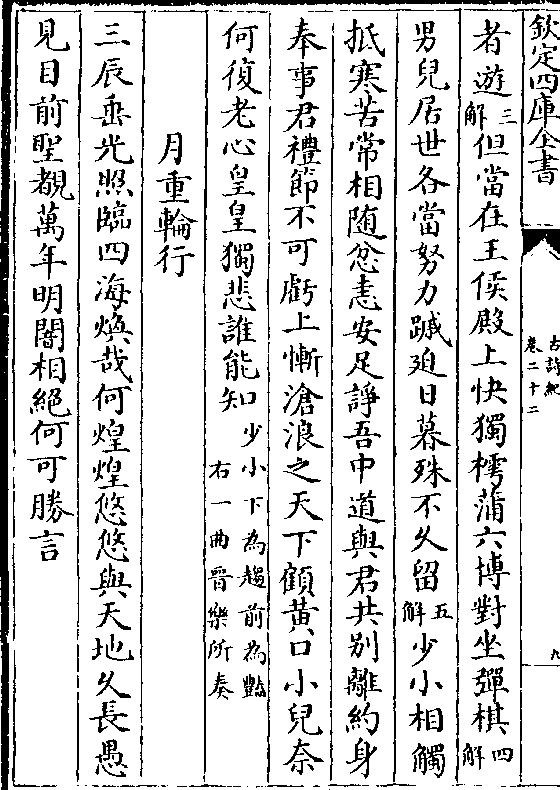 欽定四庫全書
古詩紀
卷二十二
九
者遊三解但當在王侯殿上快獨樗蒲六博對坐彈棋四解
男兒居世各當努力蹴迫日暮殊不久留五解少小相觸
抵寒苦常相隨忿恚安足諍吾中道與君共别離約身
奉事君禮節不可虧上慚滄浪之天下顧黄口小兒奈
何復老心皇皇獨悲誰能知少小下為趨前為豔右一曲晉樂所奏
月重輪行
三辰垂光照臨四海煥哉何煌煌悠悠與天地久長愚
見目前聖覩萬年明闇相絕何可勝言